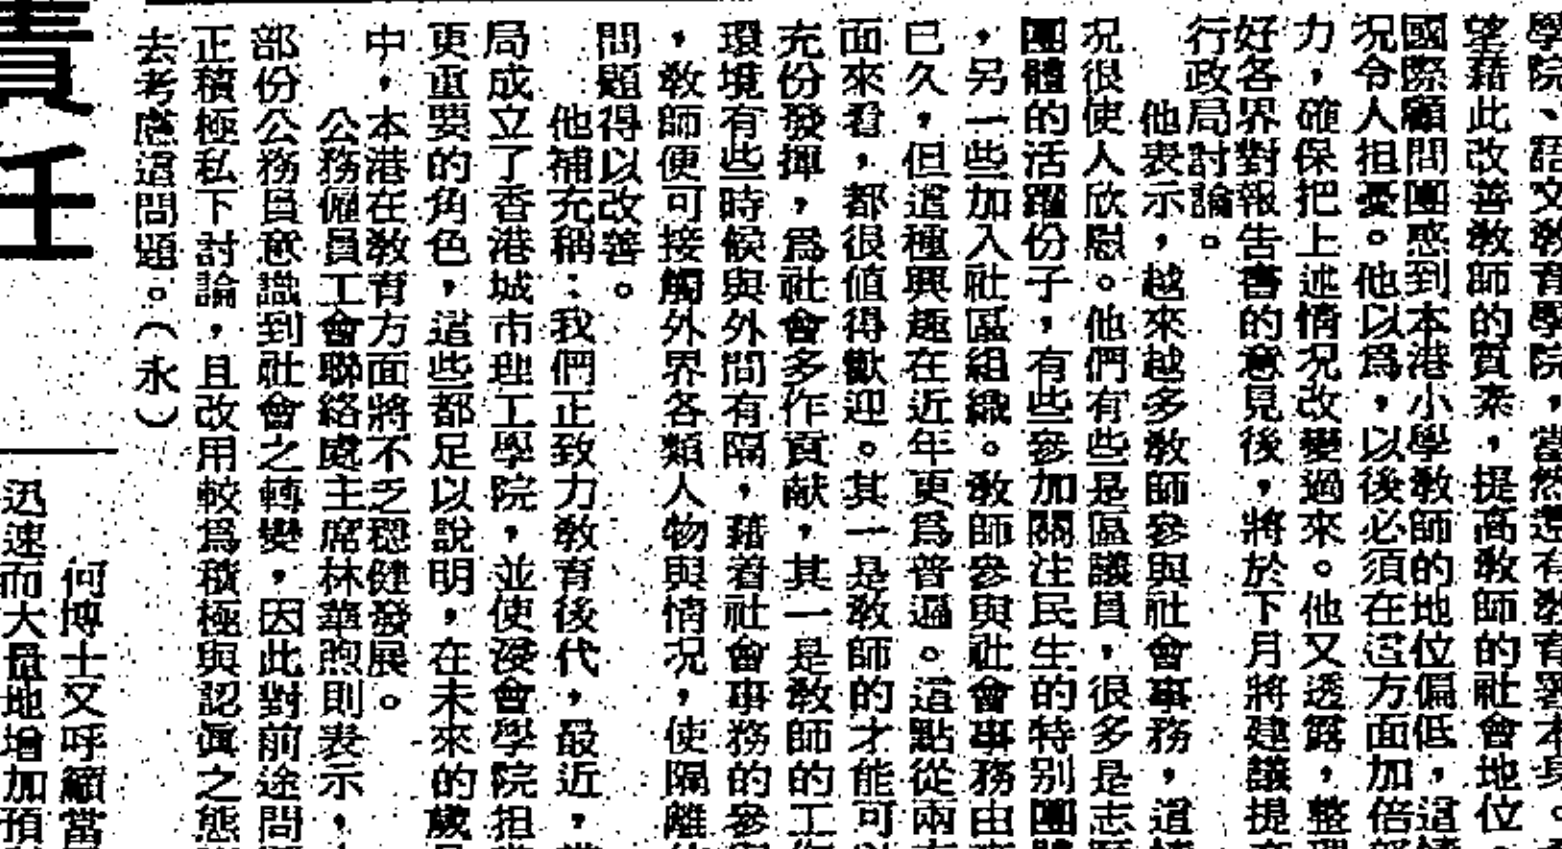 學院、語文教育學院，當然還有教育署本身。
望藉此改善教師的質素，提高教師的社會地位。
國際顧問團感到本港小學教師的地位偏低，這情
況令人担憂。他以爲，以後必須在這方面加倍努
力，確保把上述情况改變過來。他又透露，整理
好各界對報告書的意見後，將於下月將建議提
行政局討論。
他表示，越來越多教師參與社會事務，這
況很使人欣慰。他們有些是區議員，很多是志
團體的活躍份子，有些參加關注民生的特别團
，另一些加入社區組織。教師參與社會事務由
已久，但這種興趣在近年更爲普遍。這點從兩
面來看，都很値得歡迎。其一是教師的才能可以
充份發揮，爲社會多作貢献，其一是教師的工作
環境有些時候與外間有隔，藉着社會事務的參與
，教師便可接觸外界各類人物與情况，使隔離
問題得以改善。
他補充稱：我們正致力敎育後代，最近，當
局成立了香港城市理工學院，並使浸會學院担當
更重要的角色，這些都足以說明，在未來的歲
中，本港在敎育方面將不乏穩健發展。
公務僱員工會聯絡處主席林華煦則表示，
部份公務員意識到社會之轉變，因此對前途問
正積極私下討論，且改用較爲積極與認眞之態
去考慮這問題。（永）
責任
何博士又呼籲當
迅速而大量地增加預